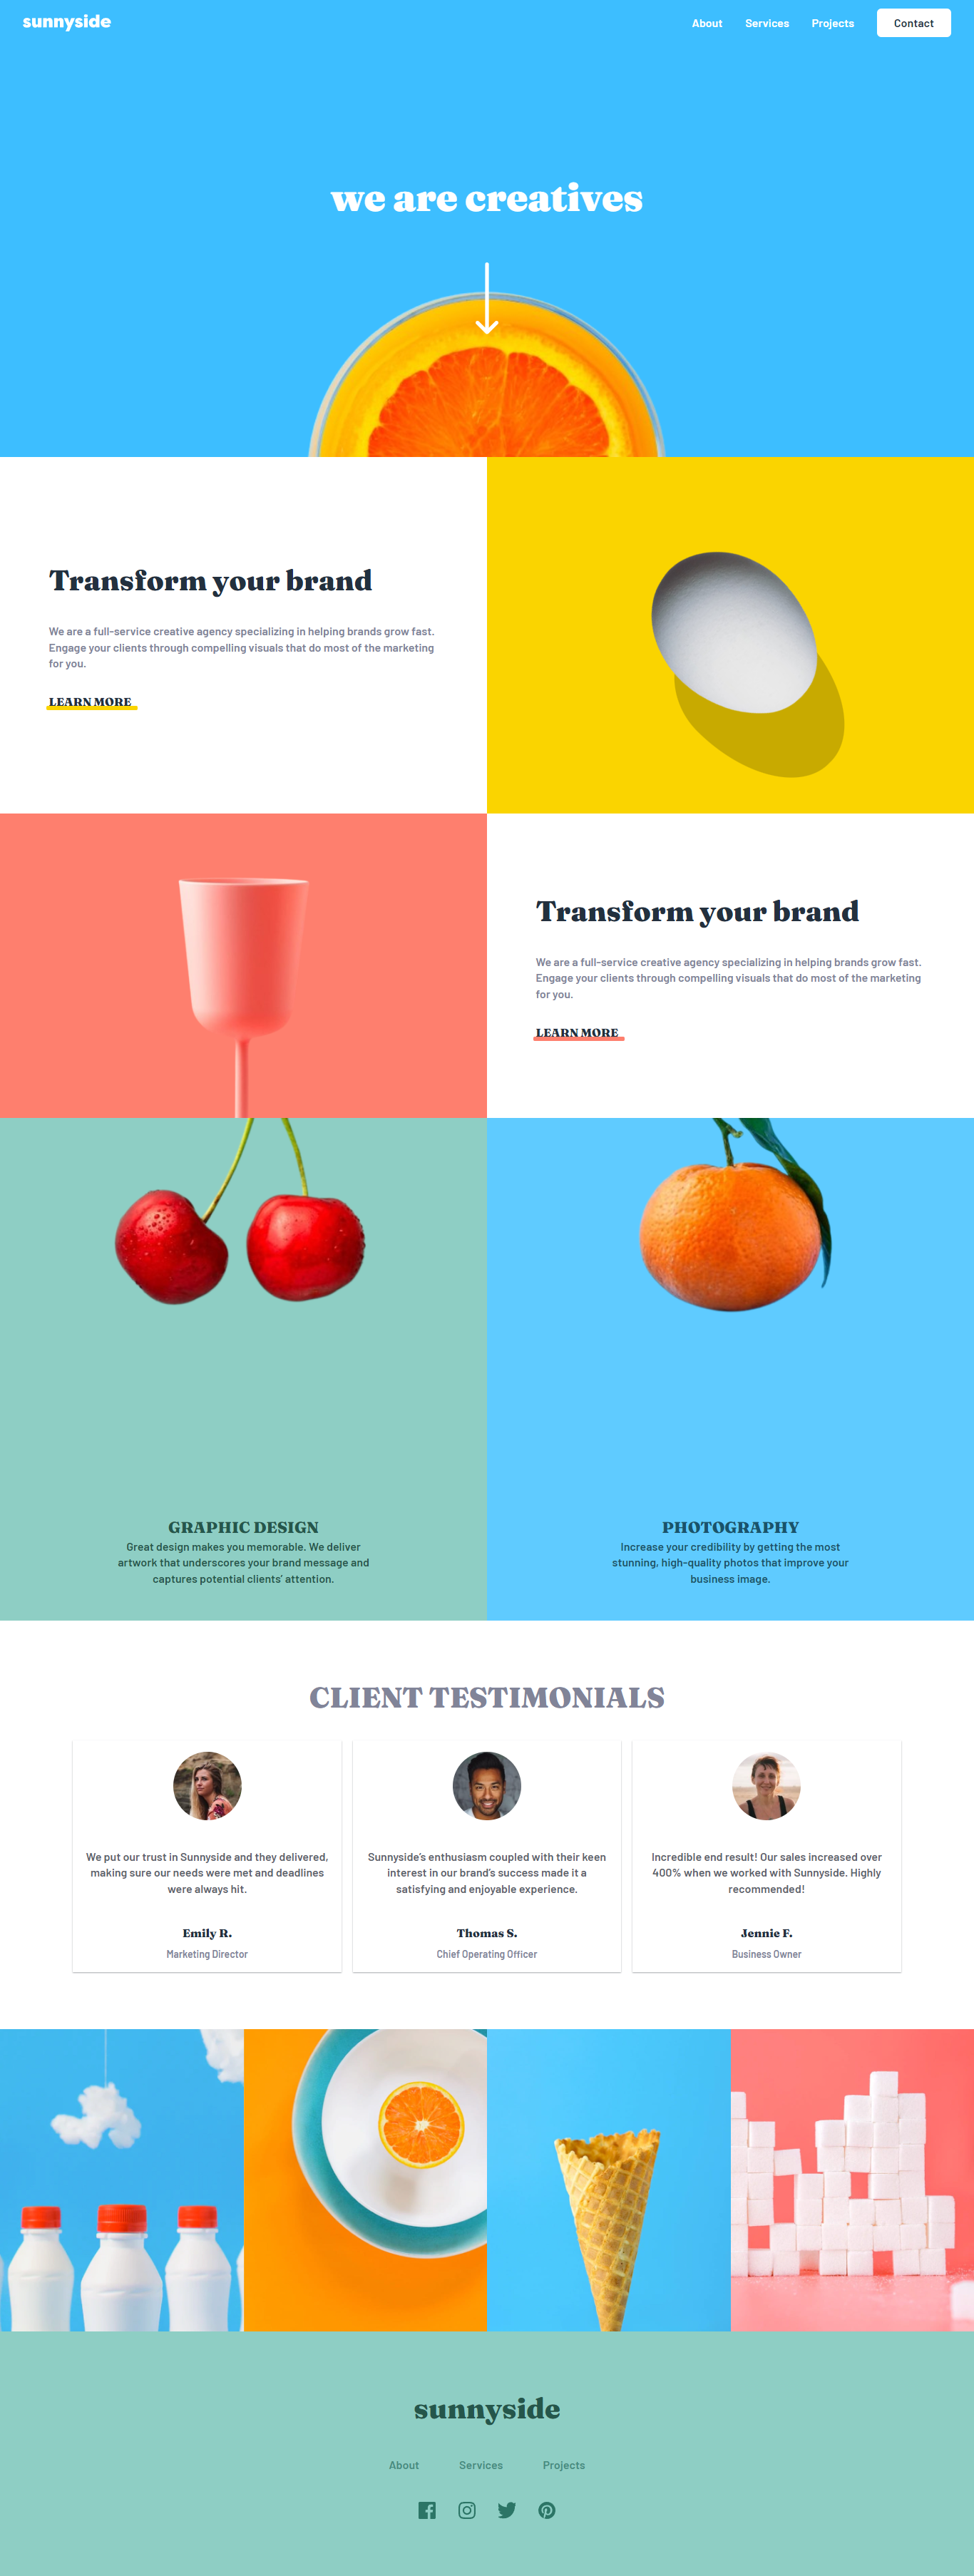 sunnyside
About Services Projects Contact
we are creatives
Transform your brand
We are a full-service creative agency specializing in helping brands grow fast.
Engage your clients through compelling visuals that do most of the marketing
for you.
LEARN MORE
Transform your brand
We are a full-service creative agency specializing in helping brands grow fast.
Engage your clients through compelling visuals that do most of the marketing
for you.
LEARN MORE
GRAPHIC DESIGN
Great design makes you memorable. We deliver
artwork that underscores your brand message and
captures potential clients’ attention.
PHOTOGRAPHY
Increase your credibility by getting the most
stunning, high-quality photos that improve your
business image.
CLIENT TESTIMONIALS
We put our trust in Sunnyside and they delivered,
making sure our needs were met and deadlines
were always hit.
Emily R.
Marketing Director
Sunnyside’s enthusiasm coupled with their keen
interest in our brand’s success made it a
satisfying and enjoyable experience.
Thomas S.
Chief Operating Officer
Incredible end result! Our sales increased over
400% when we worked with Sunnyside. Highly
recommended!
Jennie F.
Business Owner
sunnyside
About Services Projects